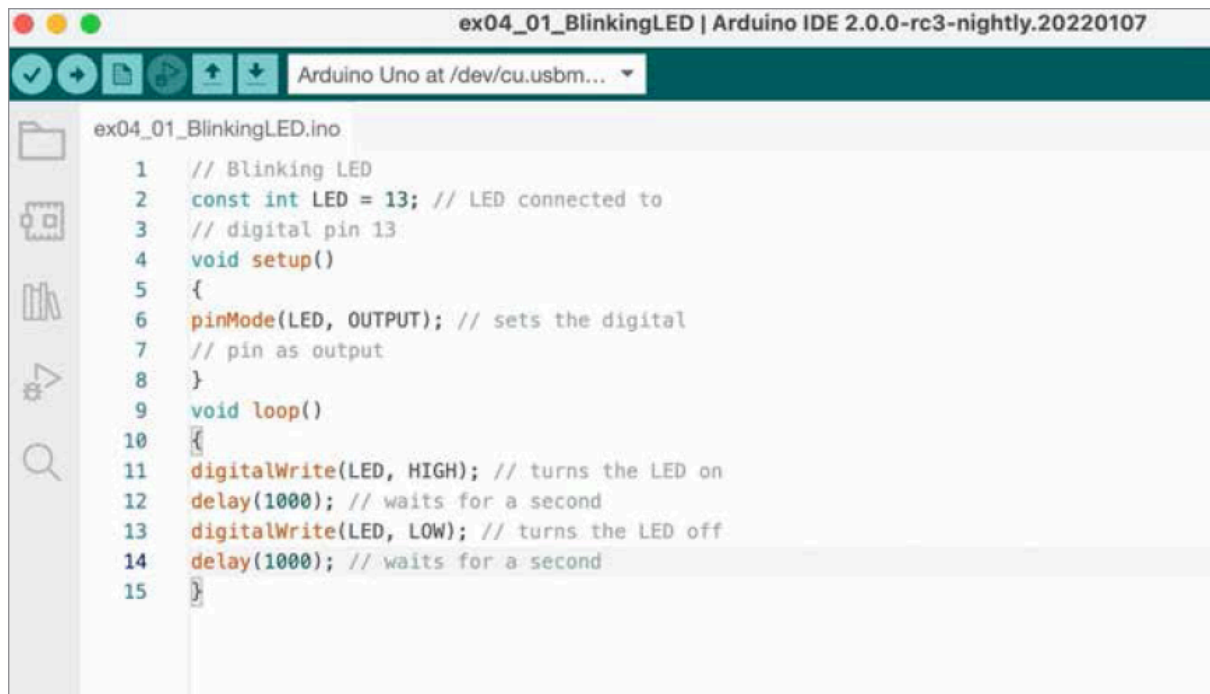 ex04_01_BlinkingLED | Arduino IDE 2.0.0-rc3-nightly.20220107
Arduino Uno at /dev/cu.usbm...
ex04_01_BlinkingLED.ino
1 // Blinking LED
2 const int LED = 13; // LED connected to
3 // digital pin 13
4 void setup()
5 {
6 pinMode(LED, OUTPUT); // sets the digital
7 // pin as output
8 }
9 void loop()
10 {
11 digitalWrite(LED, HIGH); // turns the LED on
12 delay(1000); // waits for a second
13 digitalWrite(LED, LOW); // turns the LED off
14 delay(1000); // waits for a second
15 }